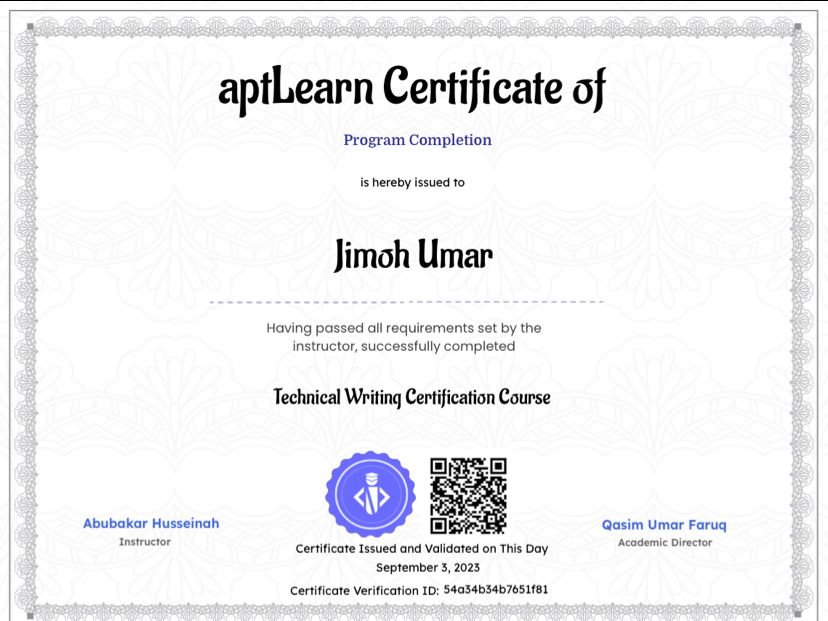 aptLearn Certificate of
Program Completion
is hereby issued to
Jimoh Umar
Having passed all requirements set by the
instructor, successfully completed
Technical Writing Certification Course
Abubakar Husseinah
Instructor
Qasim Umar Faruq
Academic Director
Certificate Issued and Validated on This Day
September 3, 2023
Certificate Verification ID: 54a34b34b7651f81